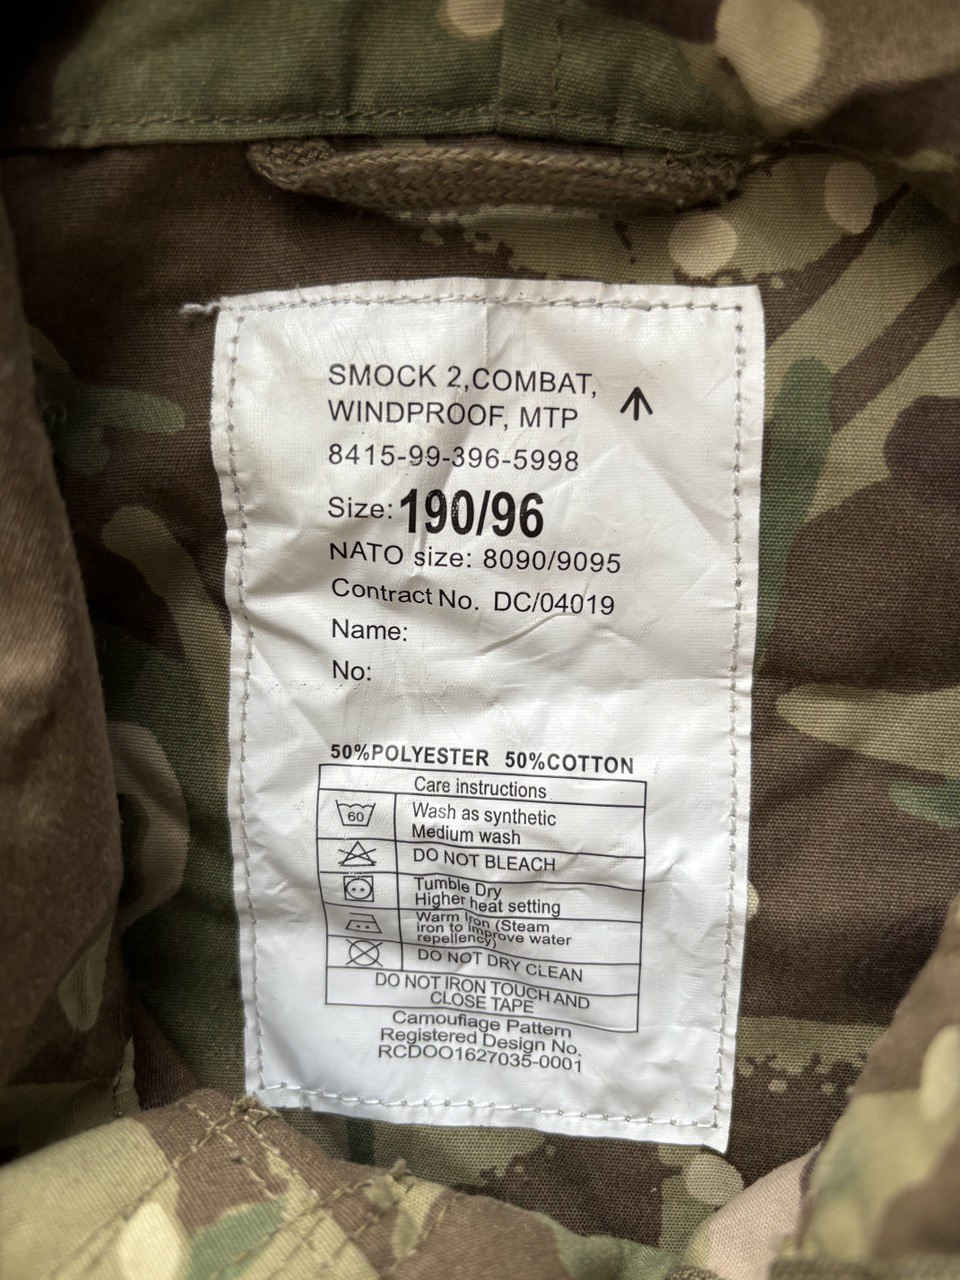 SMOCK 2,COMBAT,
WINDPROOF, MTP
8415-99-396-5998
Size: 190/96
NATO size: 8090/9095
Contract No. DC/04019
Name:
No:
50%POLYESTER 50%COTTON
Care instructions
60
Wash as synthetic
Medium wash
DO NOT BLEACH
Tumble Dry
Higher heat setting
Warm Iron (Steam
iron to improve water
repellency)
DO NOT DRY CLEAN
DO NOT IRON TOUCH AND
CLOSE TAPE
Camouflage Pattern
Registered Design No.
RCDOO1627035-0001